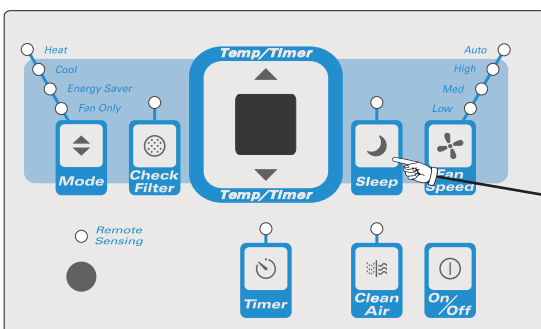 Temp/Timer
Heat
Cool
Energy Saver
Fan Only
Auto
High
Med
Low
Mode
Check
Filter
Temp/Timer
Sleep
Fan
Speed
Remote
Sensing
Timer
Clean
Air
On/Off